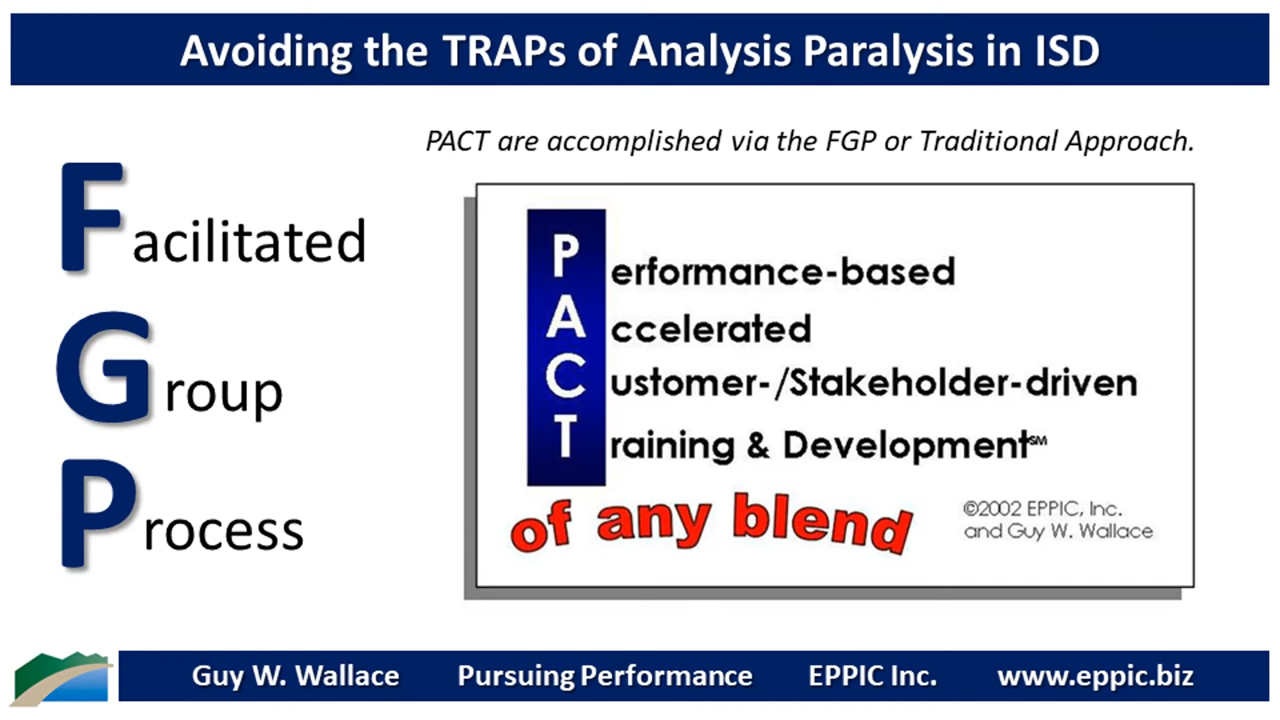 Avoiding the TRAPs of Analysis Paralysis in ISD
PACT are accomplished via the FGP or Traditional Approach.
Facilitated
Group
Process
Performance-based
Accelerated
Customer-/Stakeholder-driven
Training & Development℠
of any blend
©2002 EPPIC, Inc.
and Guy W. Wallace
Guy W. Wallace Pursuing Performance EPPIC Inc. www.eppic.biz